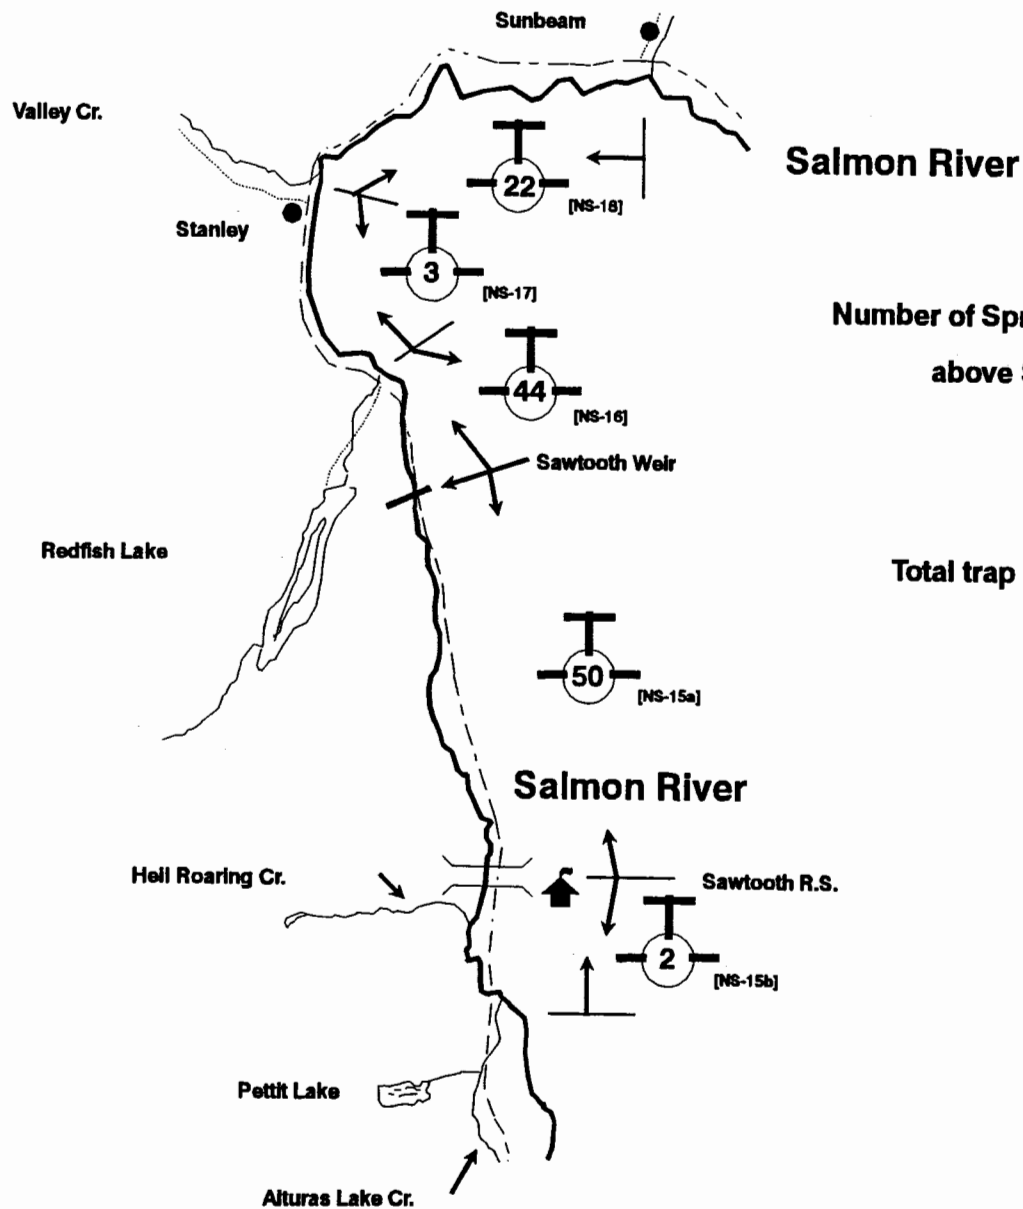 Sunbeam
Valley Cr.
Salmon River
22
[NS-18]
Stanley
3
[NS-17]
Number of
above
44
[NS-16]
Sawtooth Weir
Redfish Lake
Total trap
50
[NS-15a]
Salmon River
Hell Roaring Cr.
Sawtooth R.S.
2
[NS-15b]
Pettit Lake
Alturas Lake Cr.